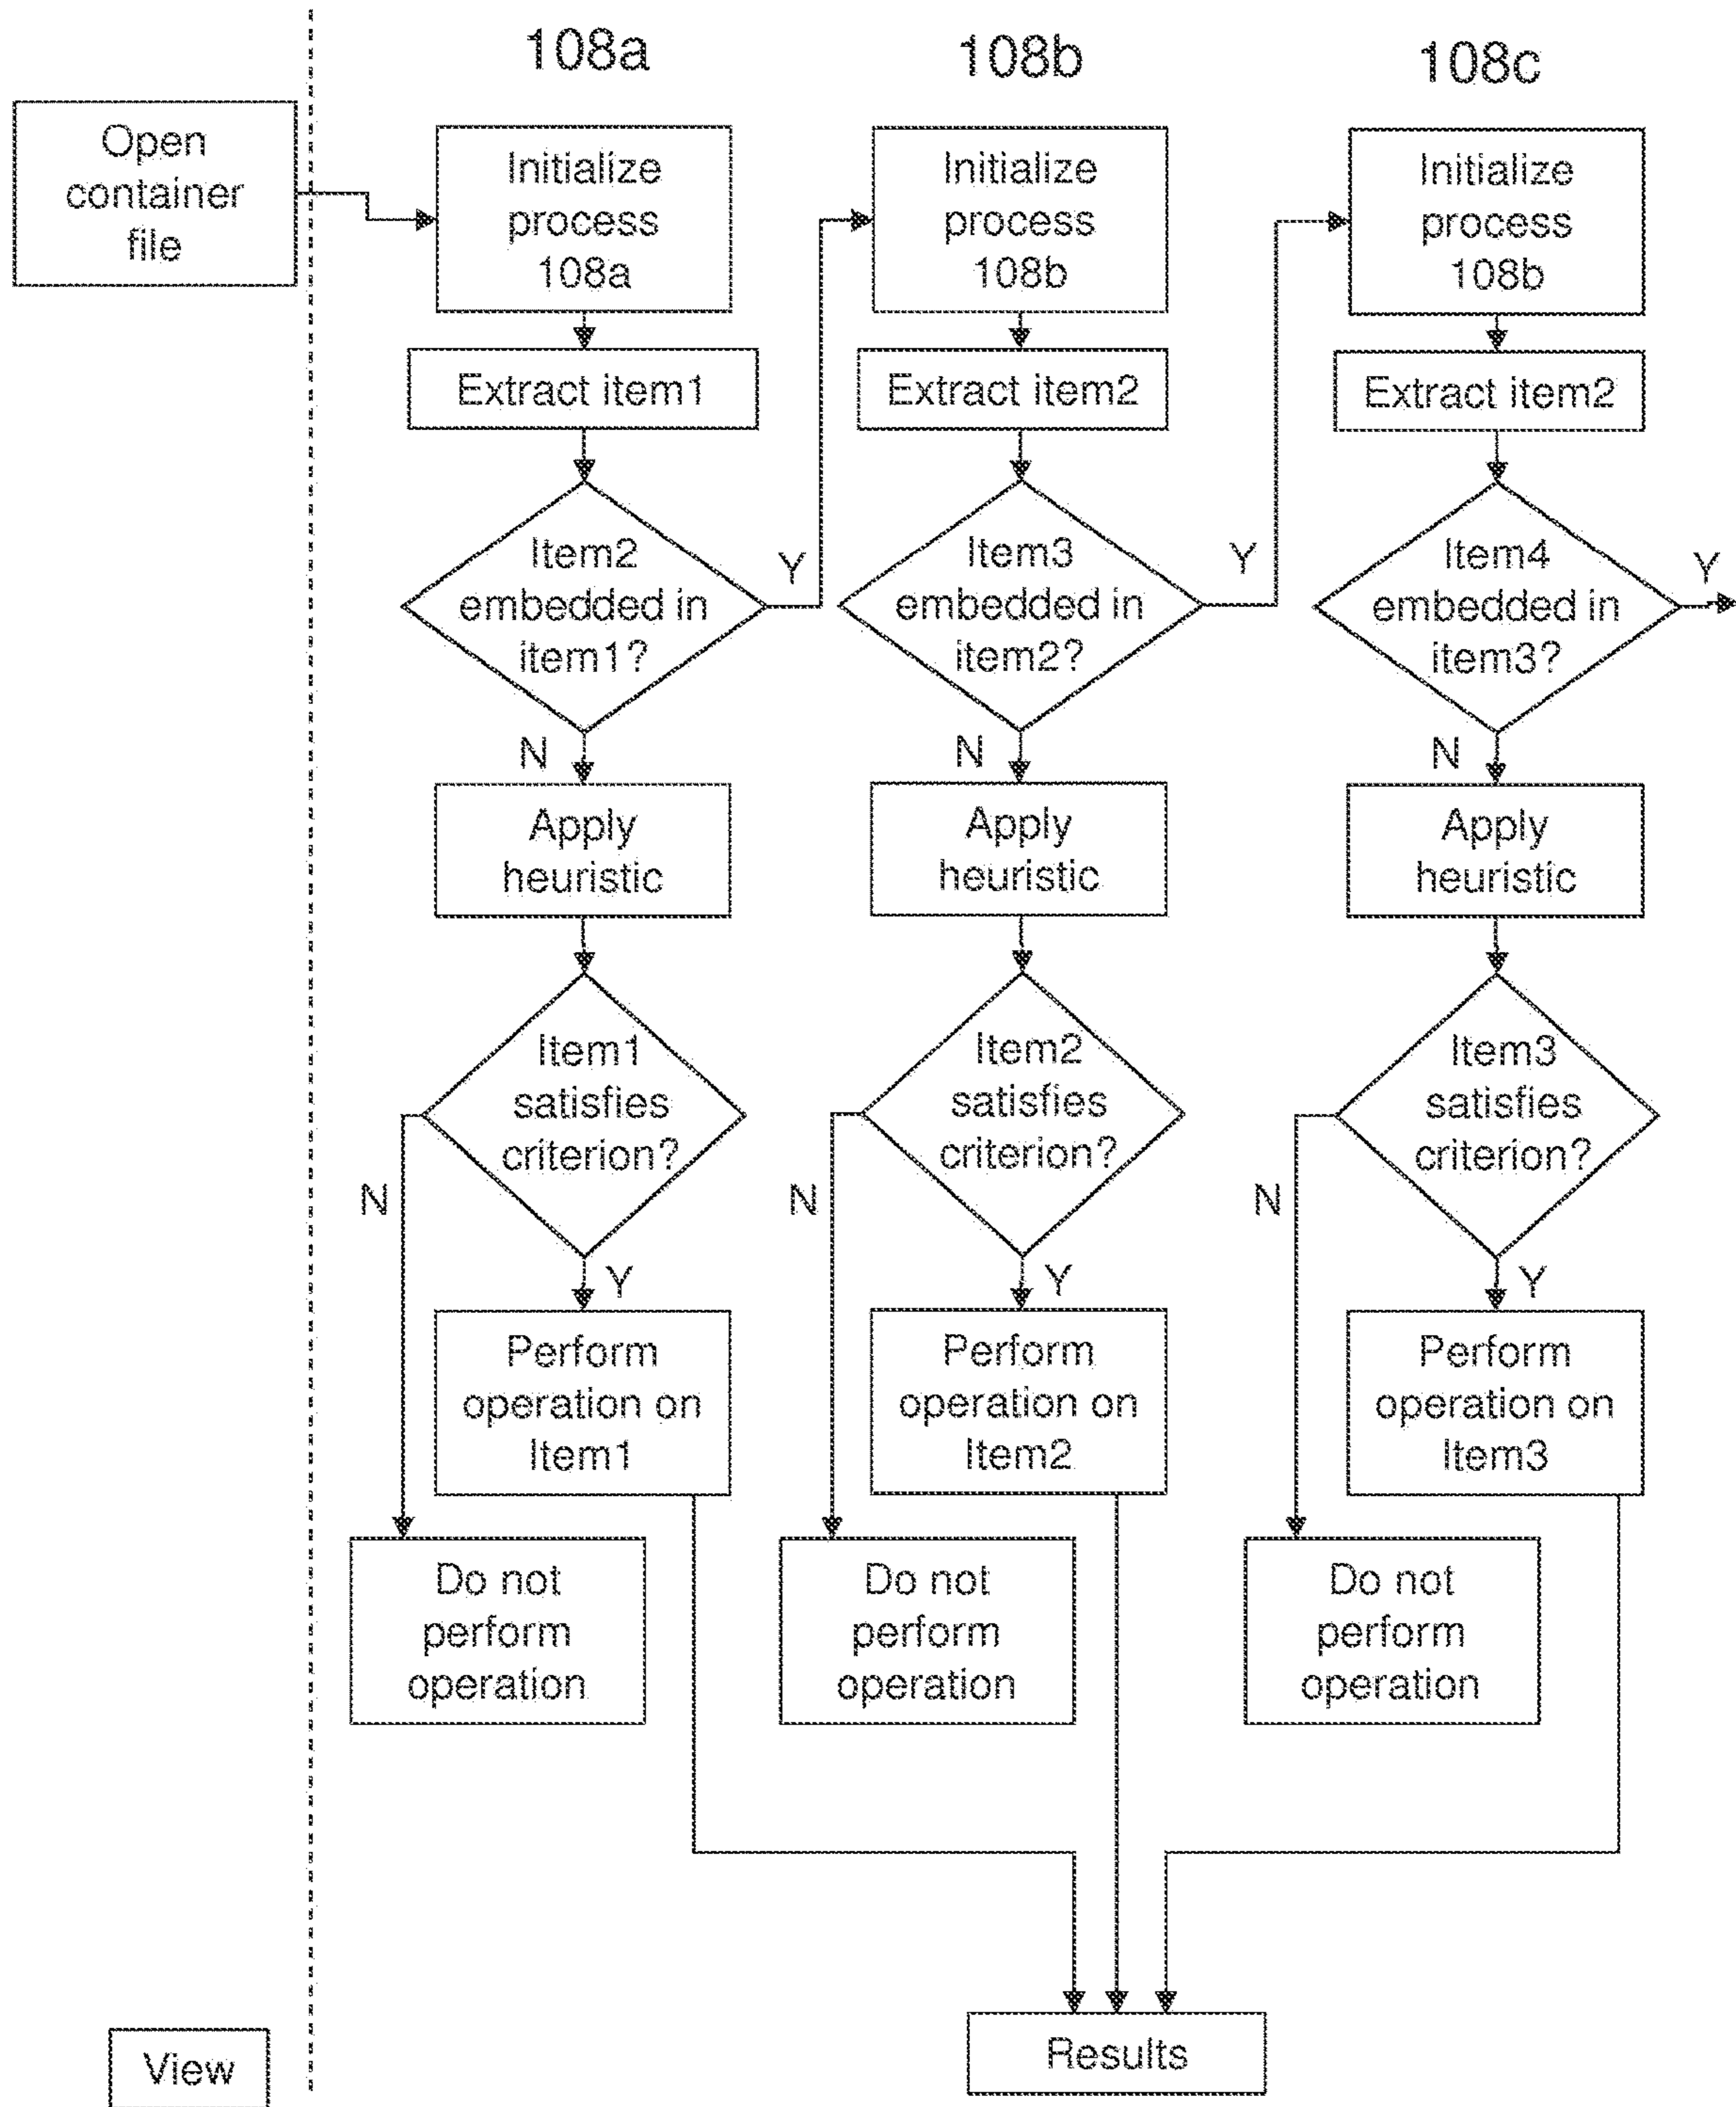 108a
108b
108c
Open
container
file
Initialize
process
108a
Extract item1
Item2
embedded in
item1?
Y
N
Apply
heuristic
Item1
satisfies
criterion?
N
Y
Perform
operation on
Item1
Do not
perform
operation
Initialize
process
108b
Extract item2
Item3
embedded in
item2?
Y
N
Apply
heuristic
Item2
satisfies
criterion?
N
Y
Perform
operation on
Item2
Do not
perform
operation
Initialize
process
108b
Extract item2
Item4
embedded in
item3?
Y
N
Apply
heuristic
Item3
satisfies
criterion?
N
Y
Perform
operation on
Item3
Do not
perform
operation
Results
View